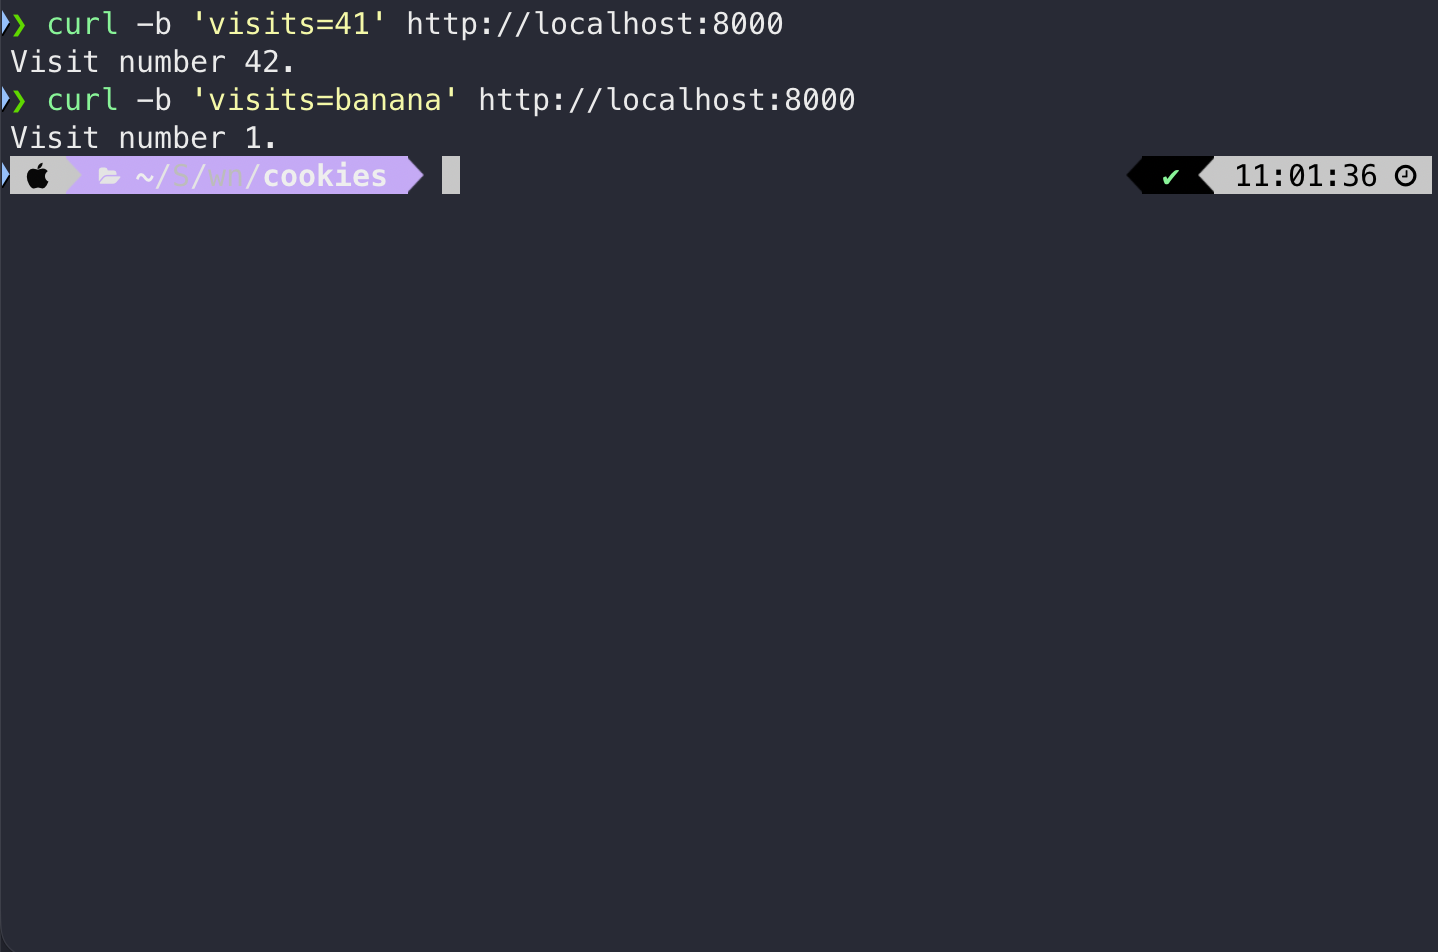 ❯ curl -b 'visits=41' http://localhost:8000
Visit number 42.
❯ curl -b 'visits=banana' http://localhost:8000
Visit number 1.
~/S/wn/cookies ✔ 11:01:36